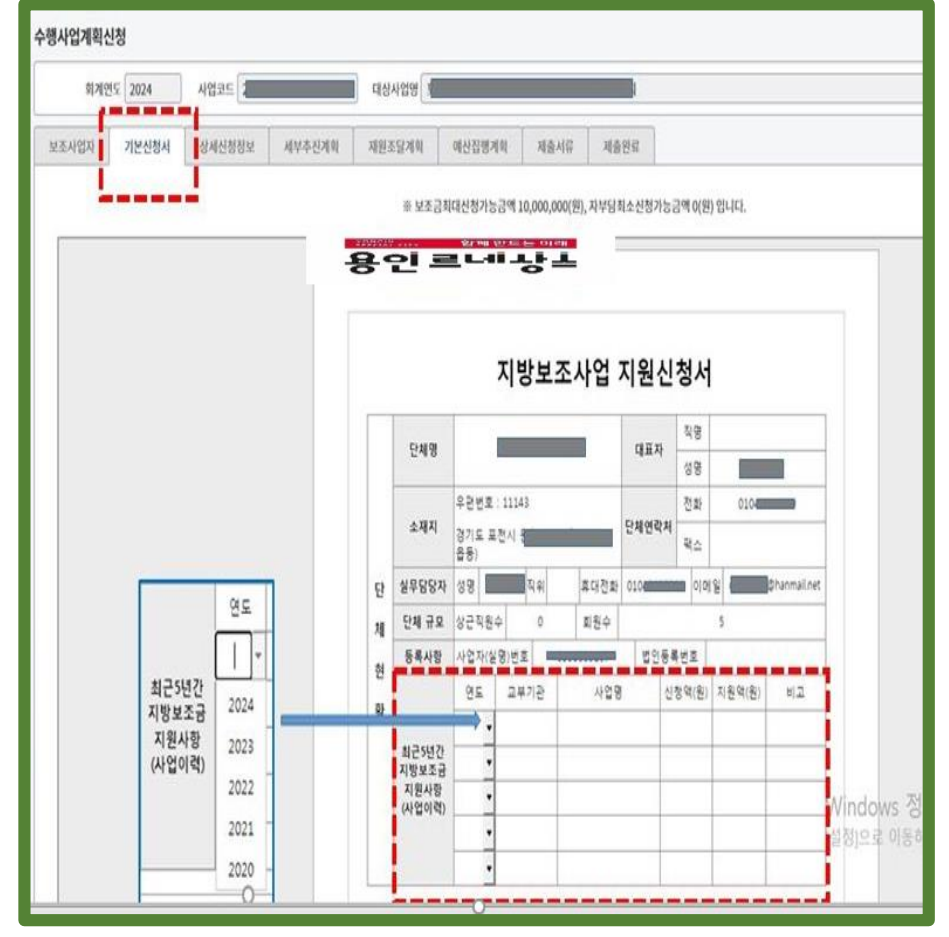 수행사업계획신청
회계연도 2024 사업코드 대상사업명
보조사업자 기본신청서 상세신청정보 세부추진계획 재원조달계획 예산집행계획 제출서류 제출완료
※ 보조금최대신청가능금액 10,000,000(원), 자부담최소신청가능금액 0(원) 입니다.
함께 만드는 미래
용인 르네상스
지방보조사업 지원신청서
단체명 대표자 직명
성명
소재지 우편번호 : 11143 단체연락처 전화 010
경기도 포천시
읍동) 팩스
단체현황
실무담당자 성명 직위 휴대전화 010 이메일 @hanmail.net
단체 규모 상근직원수 0 회원수 5
등록사항 사업자(실명)번호 법인등록번호
연도 교부기관 사업명 신청액(원) 지원액(원) 비고
최근5년간
지방보조금
지원사항
(사업이력)
연도
최근5년간
지방보조금
지원사항
(사업이력)
2024
2023
2022
2021
2020
Windows 정
설정]으로 이동하